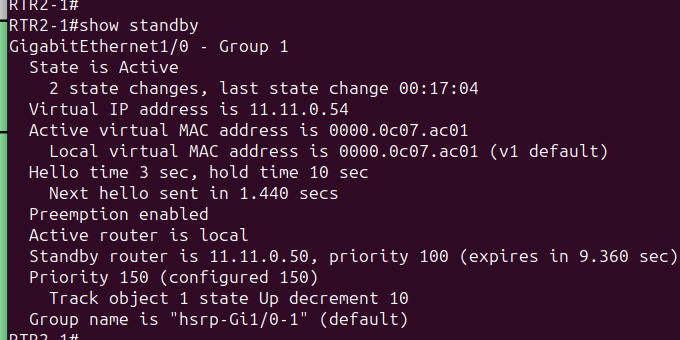 RTR2-1#
RTR2-1#show standby
GigabitEthernet1/0 - Group 1
State is Active
2 state changes, last state change 00:17:04
Virtual IP address is 11.11.0.54
Active virtual MAC address is 0000.0c07.ac01
Local virtual MAC address is 0000.0c07.ac01 (v1 default)
Hello time 3 sec, hold time 10 sec
Next hello sent in 1.440 secs
Preemption enabled
Active router is local
Standby router is 11.11.0.50, priority 100 (expires in 9.360 sec)
Priority 150 (configured 150)
Track object 1 state Up decrement 10
Group name is "hsrp-Gi1/0-1" (default)
RTR2-1#